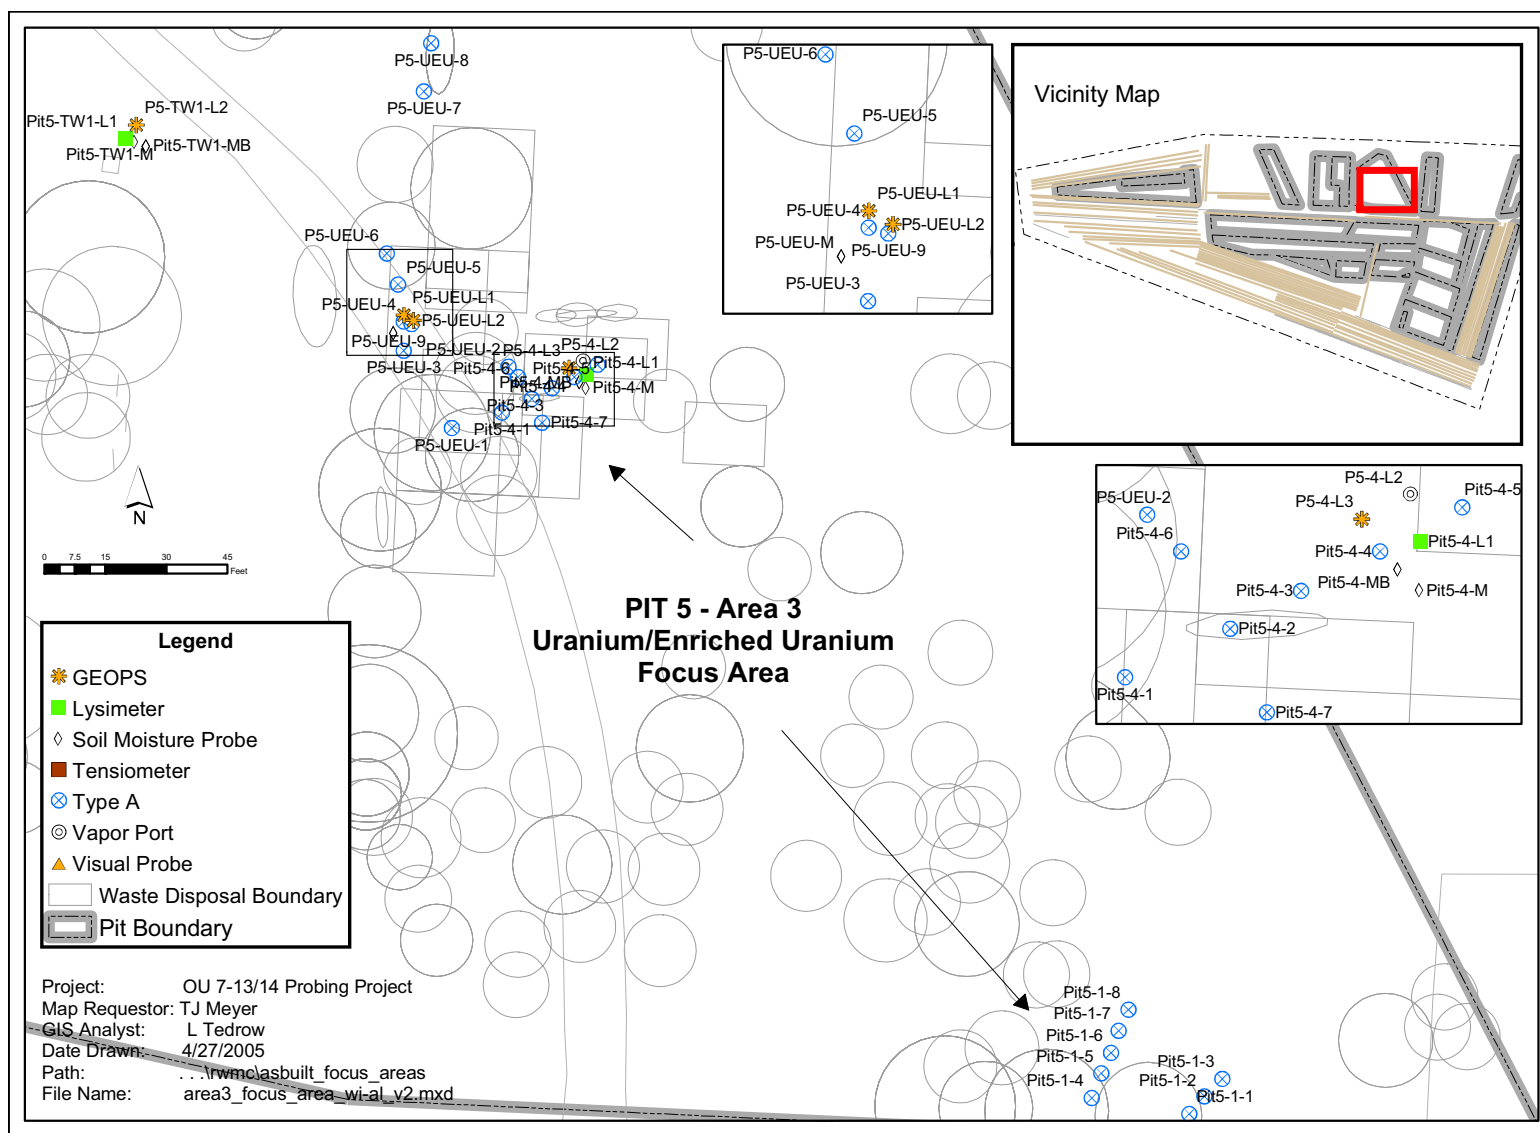 P5-UEU-8
P5-UEU-7
P5-TW1-L2
Pit5-TW1-L1
Pit5-TW1-MB
Pit5-TW1-M
P5-UEU-6
P5-UEU-5
P5-UEU-4
P5-UEU-L1
P5-UEU-L2
P5-UEU-9
P5-UEU-2
P5-UEU-3
P5-4-L3
P5-4-L2
Pit5-4-6
Pit5-4-5
Pit5-4-L1
Pit5-4-MB
Pit5-4-4
Pit5-4-M
Pit5-4-3
Pit5-4-1
Pit5-4-7
P5-UEU-1
P5-UEU-6
P5-UEU-5
P5-UEU-L1
P5-UEU-4
P5-UEU-L2
P5-UEU-M
P5-UEU-9
P5-UEU-3
Vicinity Map
P5-4-L2
P5-UEU-2
P5-4-L3
Pit5-4-5
Pit5-4-6
Pit5-4-L1
Pit5-4-4
Pit5-4-MB
Pit5-4-3
Pit5-4-M
Pit5-4-2
Pit5-4-1
Pit5-4-7
N
0 7.5 15 30 45
Feet
PIT 5 - Area 3
Uranium/Enriched Uranium
Focus Area
Legend
GEOPS
Lysimeter
Soil Moisture Probe
Tensiometer
Type A
Vapor Port
Visual Probe
Waste Disposal Boundary
Pit Boundary
Project: OU 7-13/14 Probing Project
Map Requestor: TJ Meyer
GIS Analyst: L Tedrow
Date Drawn: 4/27/2005
Path: . . .\rwmc\asbuilt_focus_areas
File Name: area3_focus_area_wi-al_v2.mxd
Pit5-1-8
Pit5-1-7
Pit5-1-6
Pit5-1-5
Pit5-1-4
Pit5-1-3
Pit5-1-2
Pit5-1-1